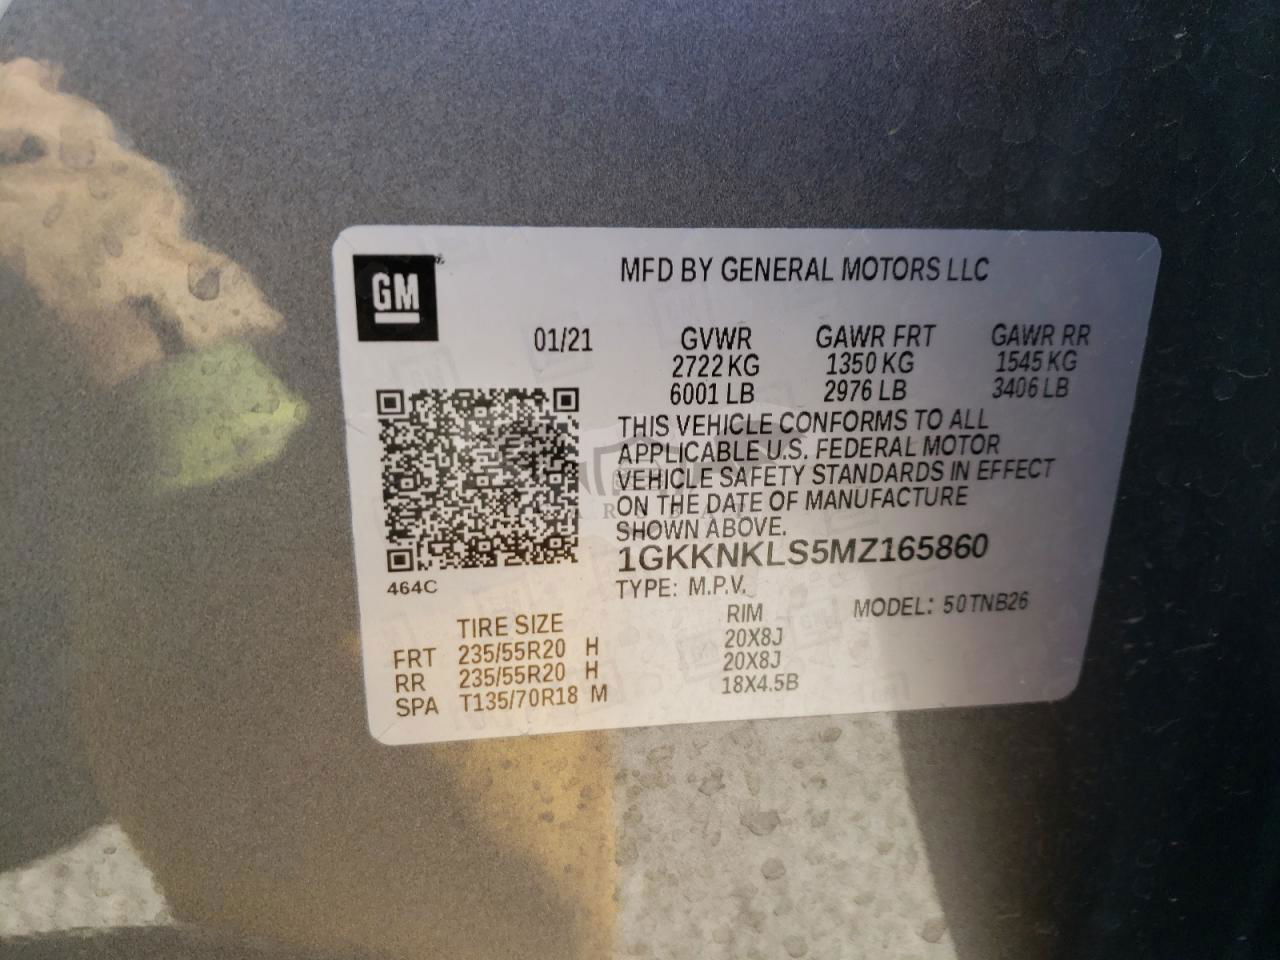 GM
MFD BY GENERAL MOTORS LLC
01/21 GVWR GAWR FRT GAWR RR
2722 KG 1350 KG 1545 KG
6001 LB 2976 LB 3406 LB
THIS VEHICLE CONFORMS TO ALL
APPLICABLE U.S. FEDERAL MOTOR
VEHICLE SAFETY STANDARDS IN EFFECT
ON THE DATE OF MANUFACTURE
SHOWN ABOVE.
1GKKNKLS5MZ165860
464C
TYPE: M.P.V. MODEL: 50TNB26
TIRE SIZE RIM
FRT 235/55R20 H 20X8J
RR 235/55R20 H 20X8J
SPA T135/70R18 M 18X4.5B